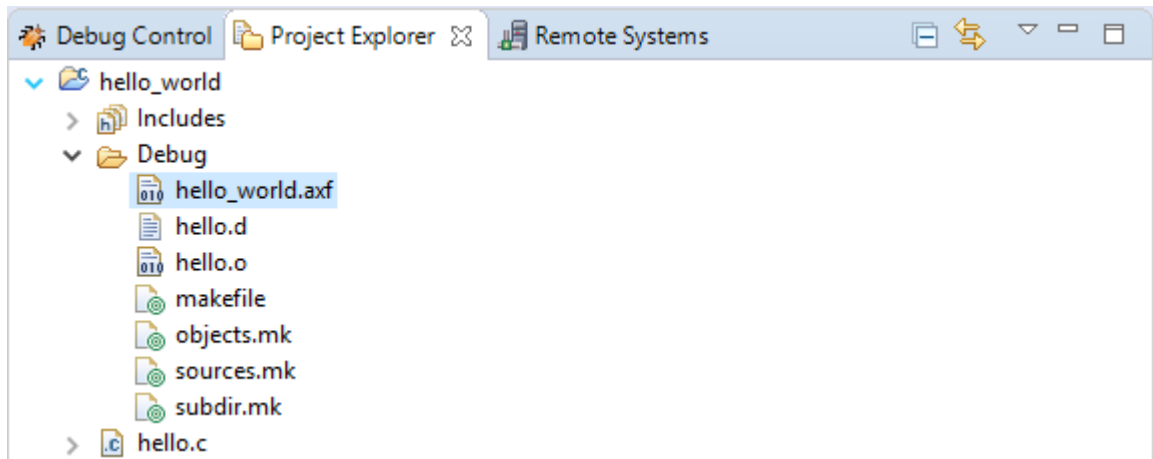 Debug Control Project Explorer Remote Systems
hello_world
Includes
Debug
hello_world.axf
hello.d
hello.o
makefile
objects.mk
sources.mk
subdir.mk
hello.c